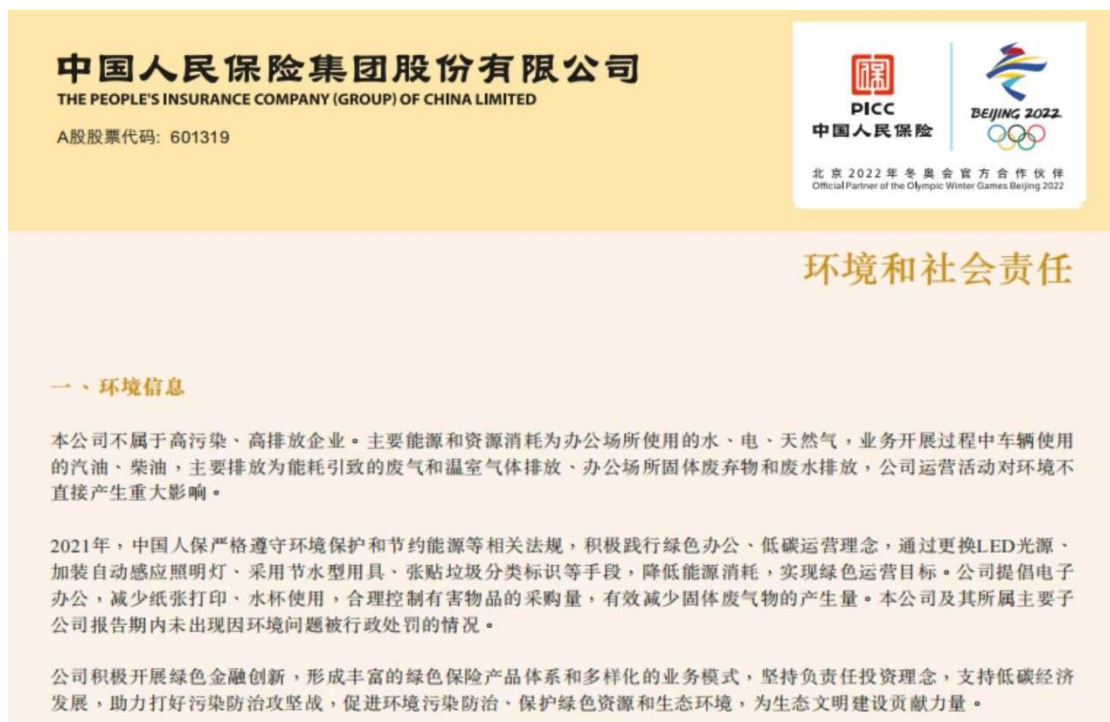 中国人民保险集团股份有限公司
THE PEOPLE'S INSURANCE COMPANY (GROUP) OF CHINA LIMITED
A股股票代码: 601319
保
PICC
中国人民保险
BEIJING 2022
北京2022年冬奥会官方合作伙伴
Official Partner of the Olympic Winter Games Beijing 2022
环境和社会责任
一、环境信息
本公司不属于高污染、高排放企业。主要能源和资源消耗为办公场所使用的水、电、天然气，业务开展过程中车辆使用
的汽油、柴油，主要排放为能耗引致的废气和温室气体排放、办公场所固体废弃物和废水排放，公司运营活动对环境不
直接产生重大影响。
2021年，中国人保严格遵守环境保护和节约能源等相关法规，积极践行绿色办公、低碳运营理念，通过更换LED光源、
加装自动感应照明灯、采用节水型用具、张贴垃圾分类标识等手段，降低能源消耗，实现绿色运营目标。公司提倡电子
办公，减少纸张打印、水杯使用，合理控制有害物品的采购量，有效减少固体废气物的产生量。本公司及其所属主要子
公司报告期内未出现因环境问题被行政处罚的情况。
公司积极开展绿色金融创新，形成丰富的绿色保险产品体系和多样化的业务模式，坚持负责任投资理念，支持低碳经济
发展，助力打好污染防治攻坚战，促进环境污染防治、保护绿色资源和生态环境，为生态文明建设贡献力量。